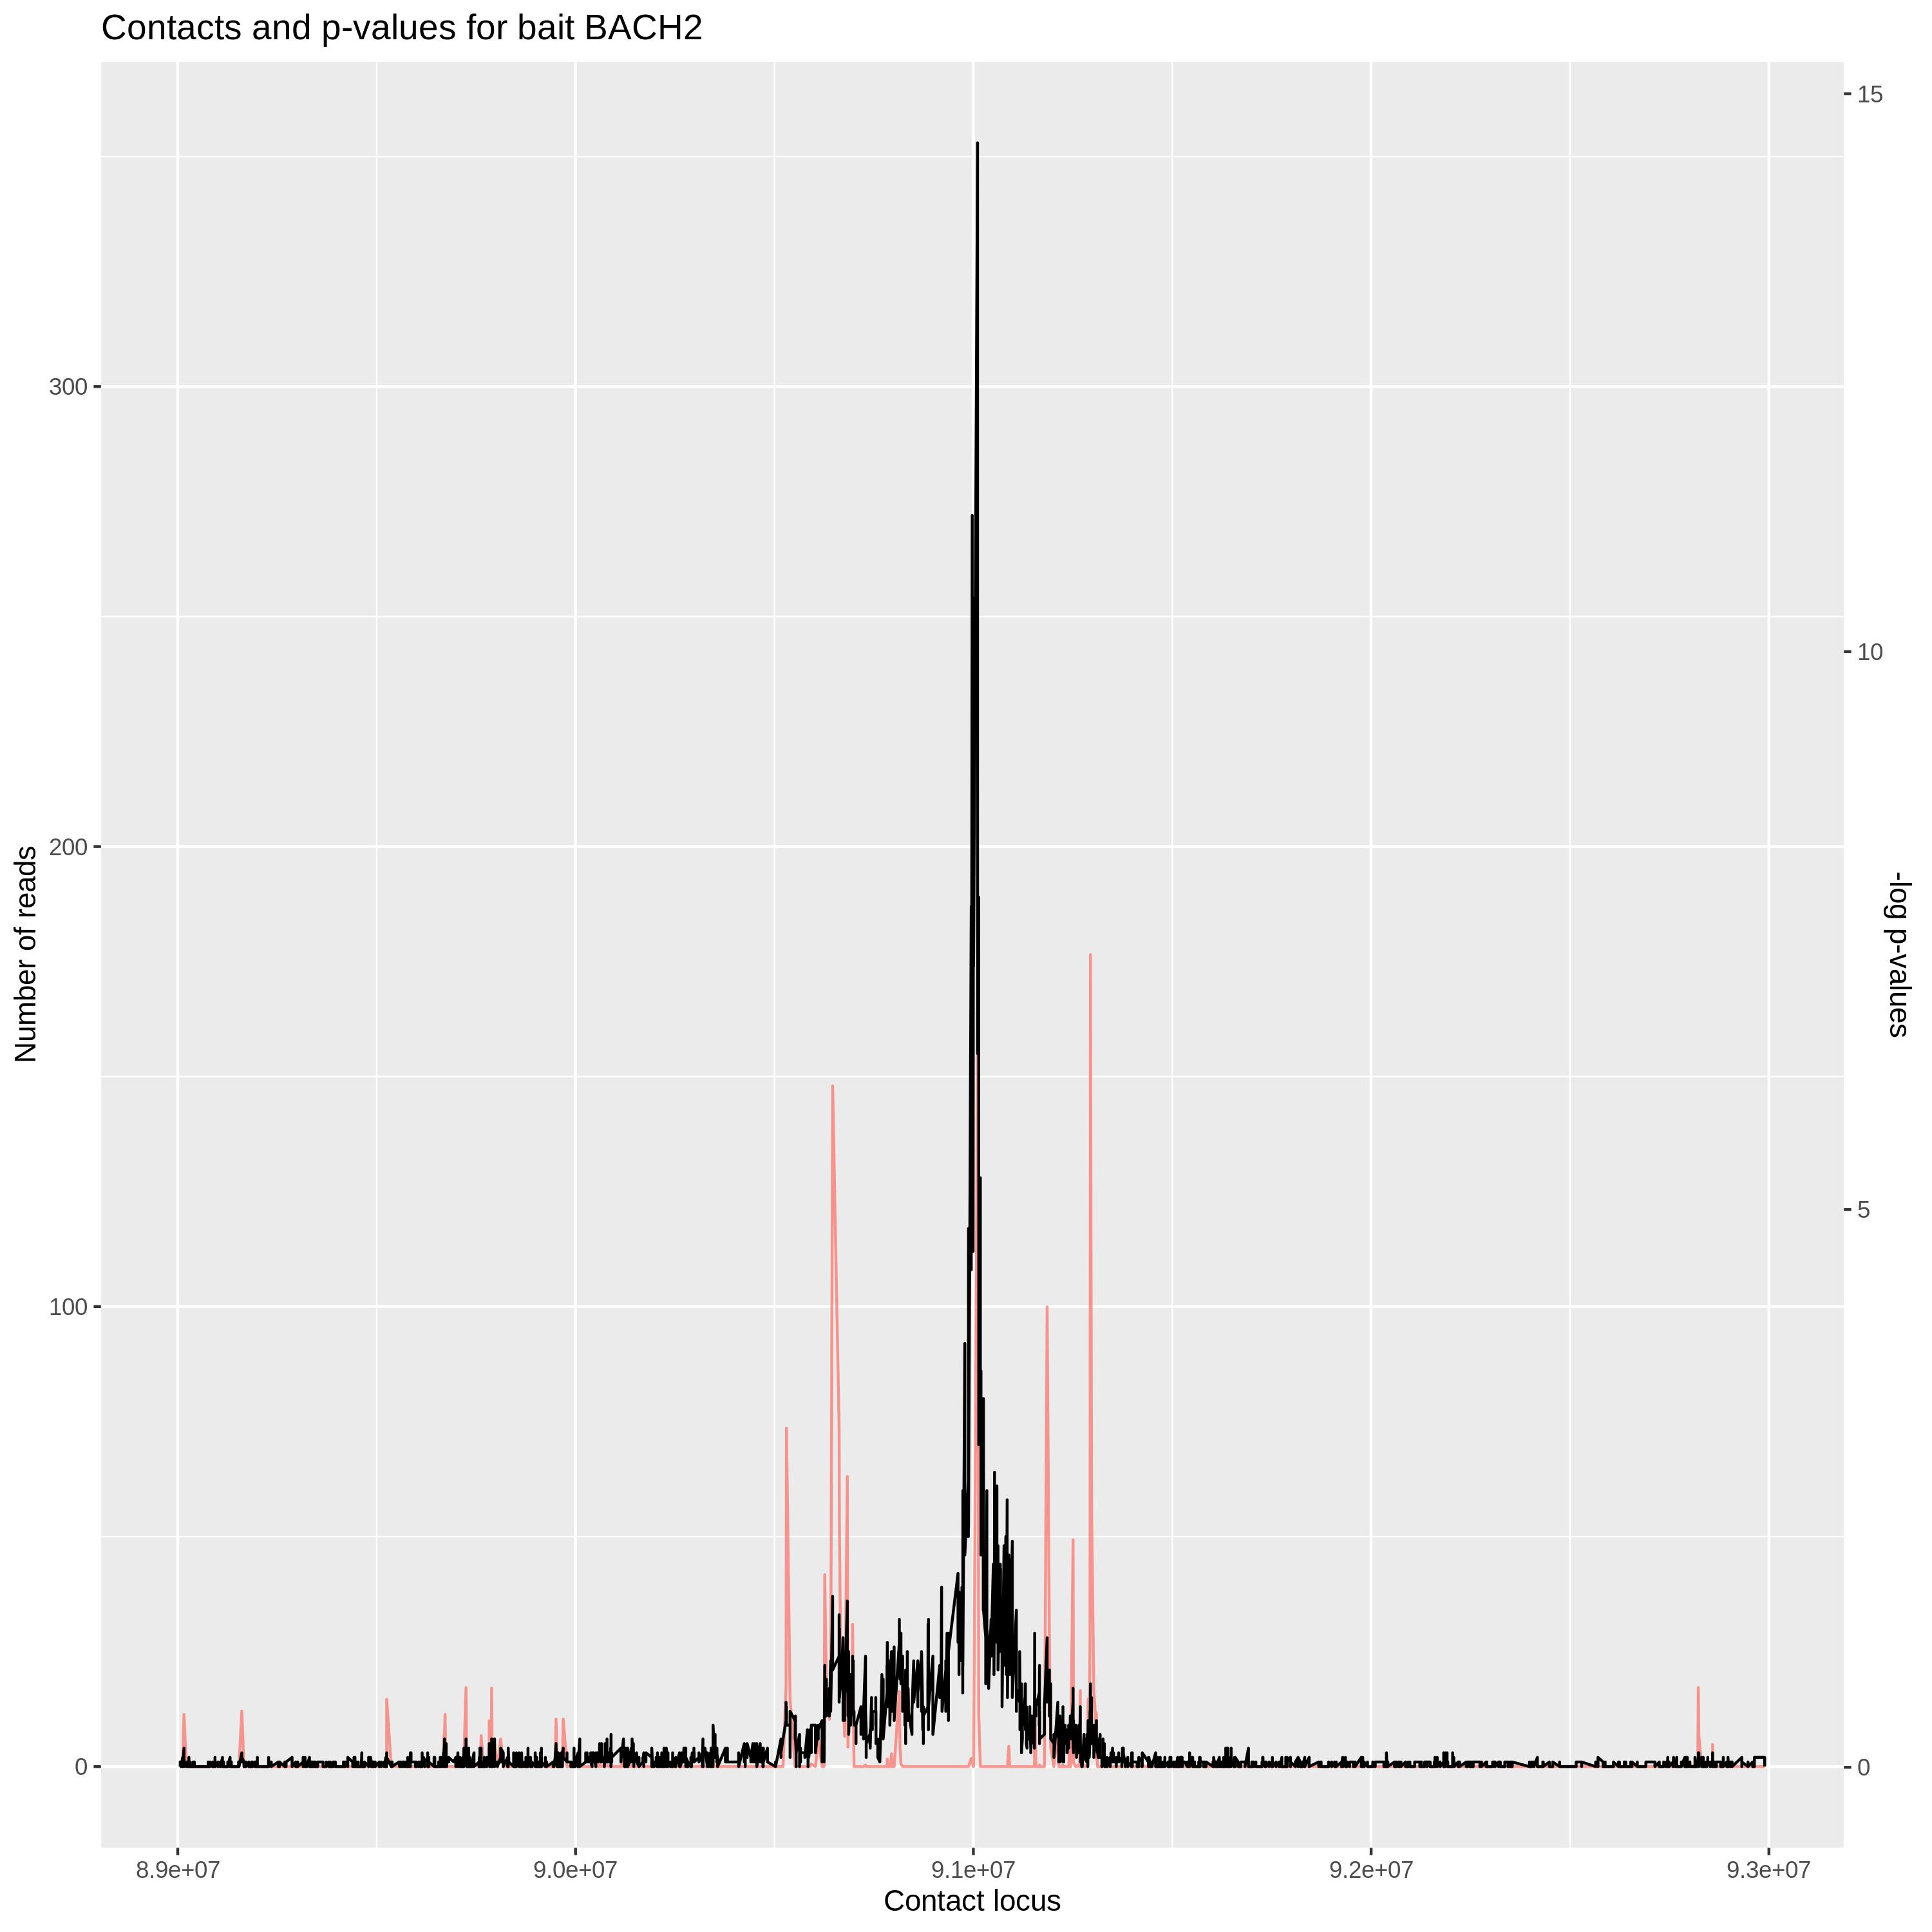 Contacts and p-values for bait BACH2
15
300
10
200
Number of reads
-log p-values
5
100
0
0
8.9e+07
9.0e+07
9.1e+07
9.2e+07
9.3e+07
Contact locus